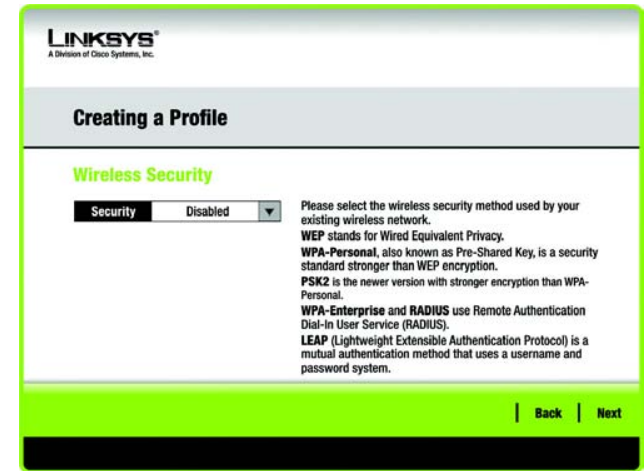 LINKSYS®
A Division of Cisco Systems, Inc.
Creating a Profile
Wireless Security
Security Disabled
Please select the wireless security method used by your
existing wireless network.
WEP stands for Wired Equivalent Privacy.
WPA-Personal, also known as Pre-Shared Key, is a security
standard stronger than WEP encryption.
PSK2 is the newer version with stronger encryption than WPA-
Personal.
WPA-Enterprise and RADIUS use Remote Authentication
Dial-In User Service (RADIUS).
LEAP (Lightweight Extensible Authentication Protocol) is a
mutual authentication method that uses a username and
password system.
Back Next